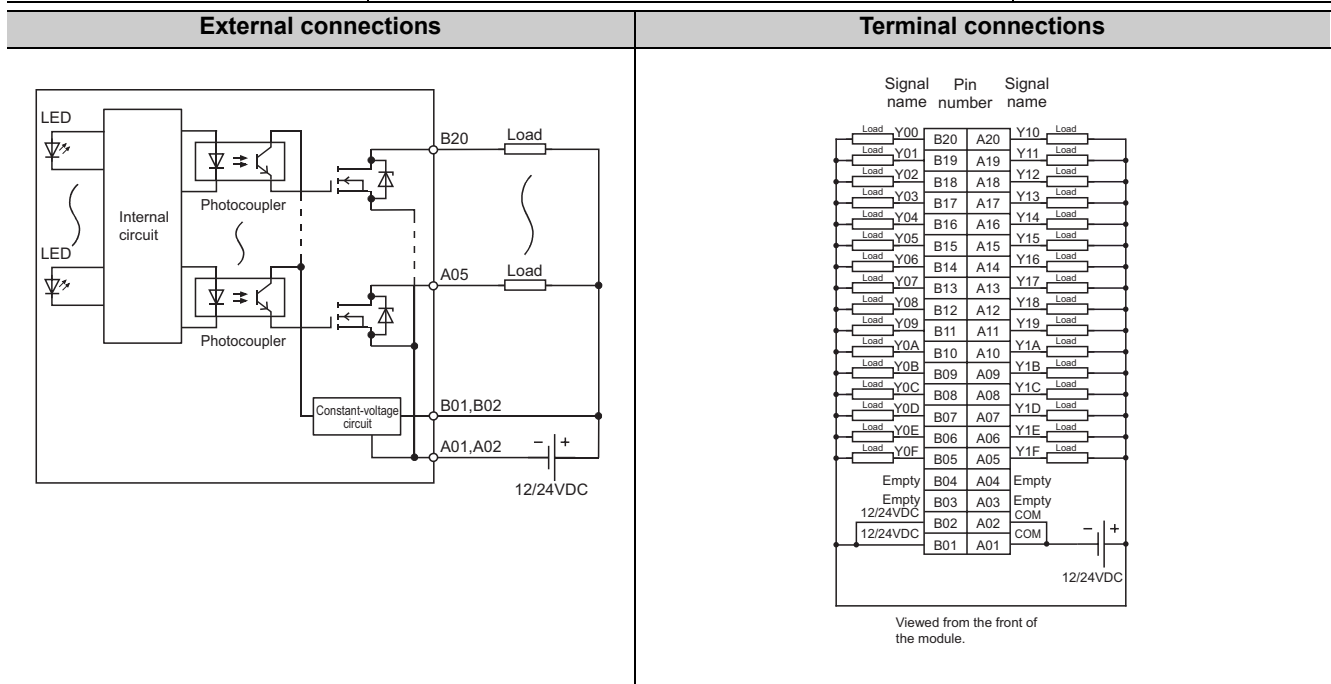 External connections
Terminal connections
LED
LED
Internal
circuit
Photocoupler
Photocoupler
Constant-voltage
circuit
B20
Load
A05
Load
B01,B02
A01,A02
− +
12/24VDC
Signal
name
Pin
number
Signal
name
Load Y00 B20 A20 Y10 Load
Load Y01 B19 A19 Y11 Load
Load Y02 B18 A18 Y12 Load
Load Y03 B17 A17 Y13 Load
Load Y04 B16 A16 Y14 Load
Load Y05 B15 A15 Y15 Load
Load Y06 B14 A14 Y16 Load
Load Y07 B13 A13 Y17 Load
Load Y08 B12 A12 Y18 Load
Load Y09 B11 A11 Y19 Load
Load Y0A B10 A10 Y1A Load
Load Y0B B09 A09 Y1B Load
Load Y0C B08 A08 Y1C Load
Load Y0D B07 A07 Y1D Load
Load Y0E B06 A06 Y1E Load
Load Y0F B05 A05 Y1F Load
Empty B04 A04 Empty
Empty B03 A03 Empty
12/24VDC B02 A02 COM
12/24VDC B01 A01 COM
− +
12/24VDC
Viewed from the front of
the module.